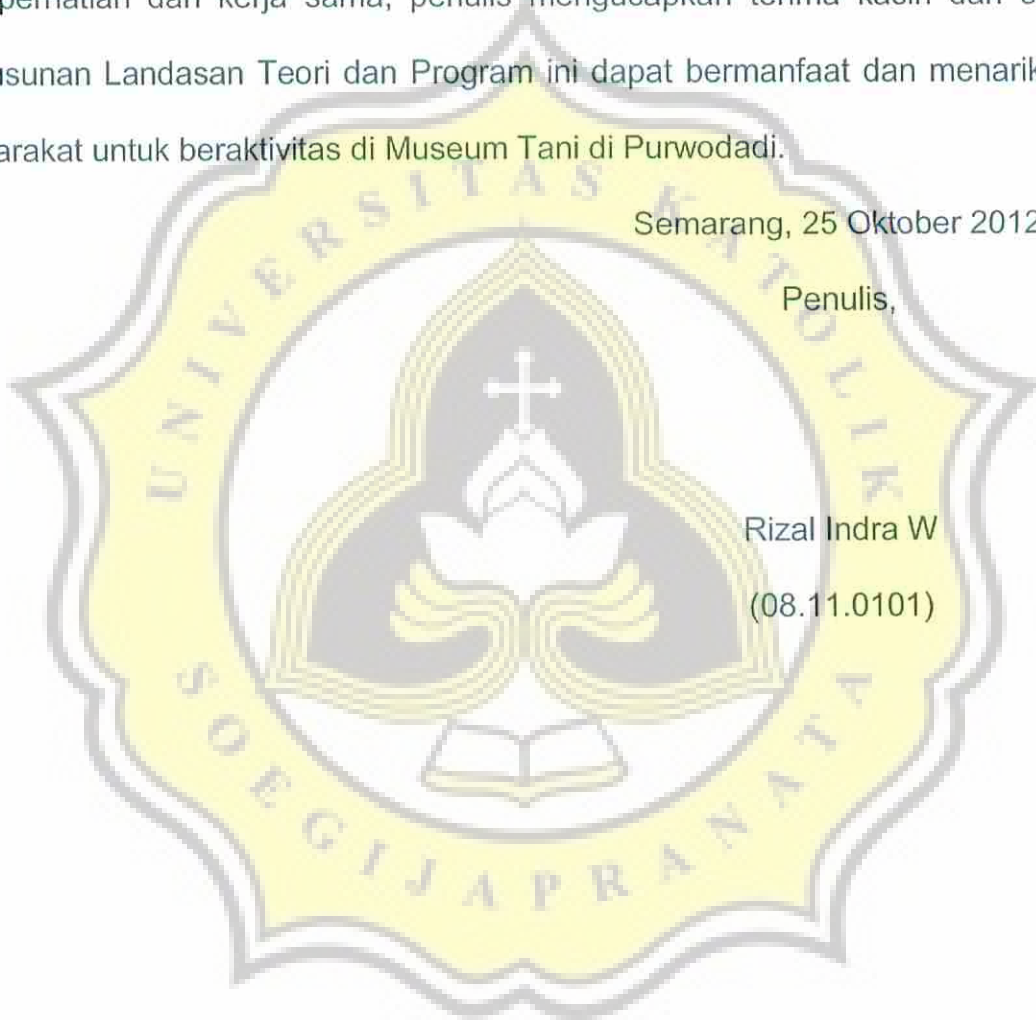 perhatian dan kerja sama, penulis mengucapkan terima kasih dan
usunan Landasan Teori dan Program ini dapat bermanfaat dan menarik
arakat untuk beraktivitas di Museum Tani di Purwodadi.
Semarang, 25 Oktober 2012
Penulis,
Rizal Indra W
(08.11.0101)
UNIVERSITAS KATOLIK
SOEGIJAPRANATA